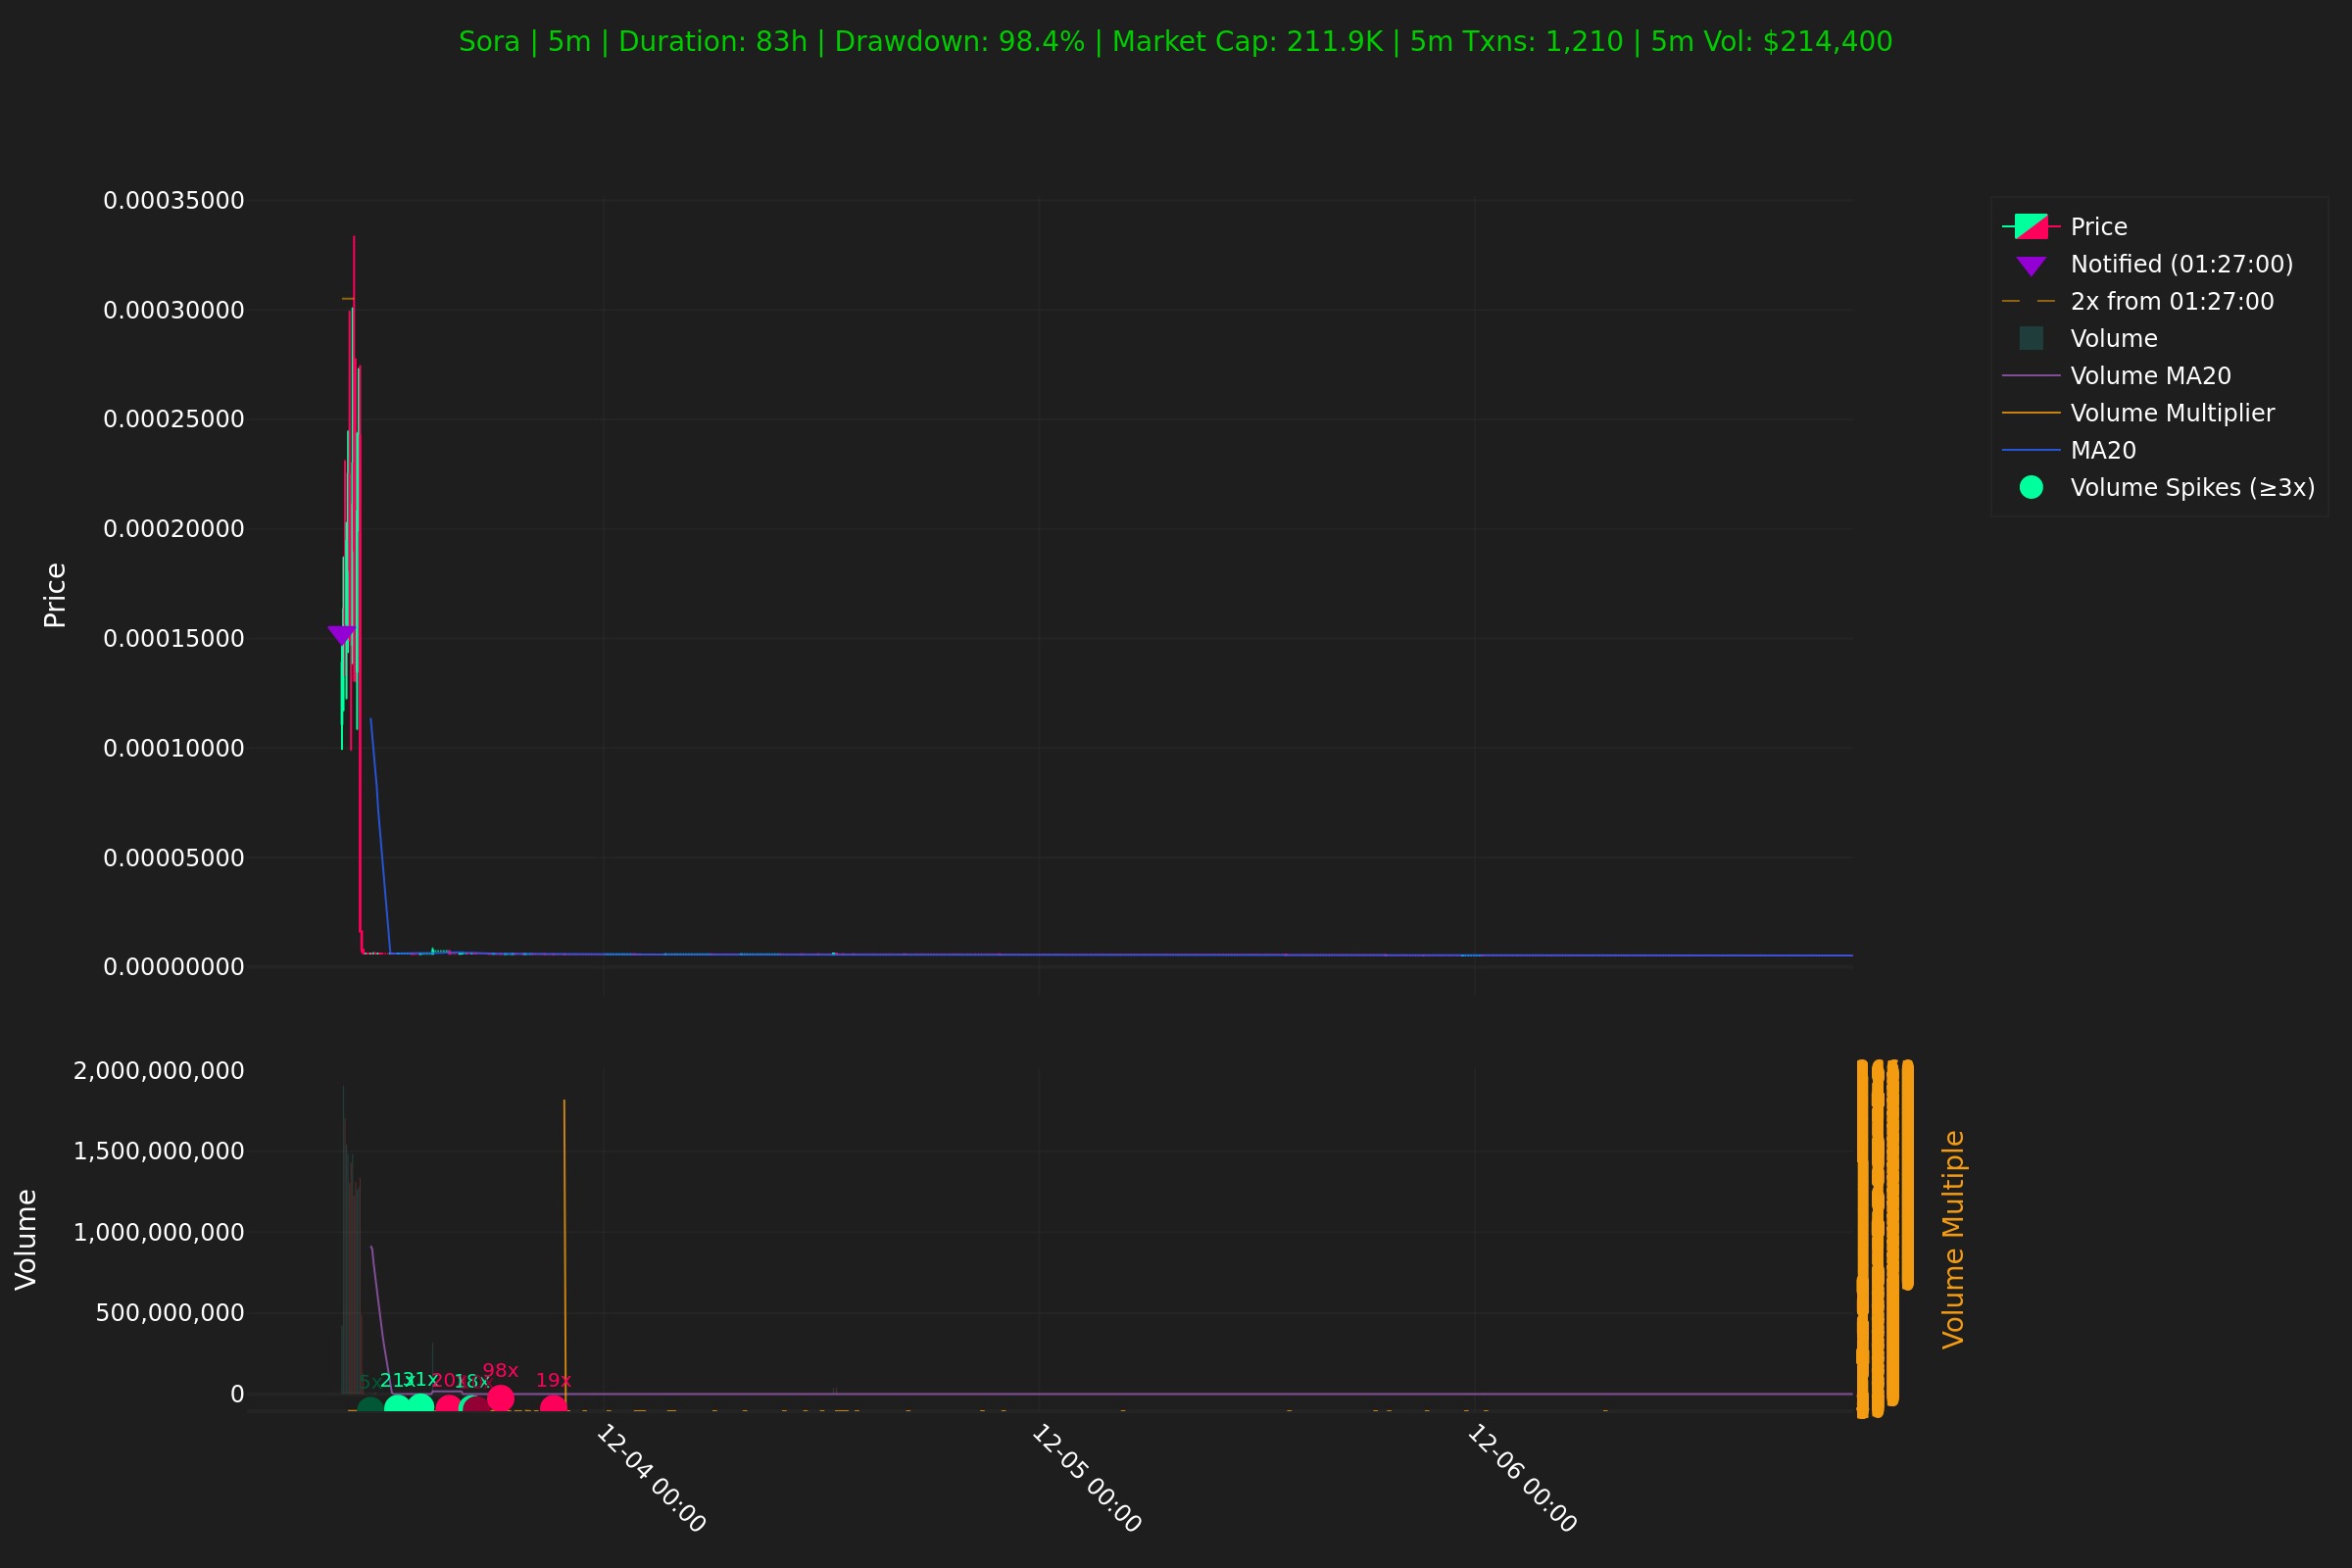 Sora | 5m | Duration: 83h | Drawdown: 98.4% | Market Cap: 211.9K | 5m Txns: 1,210 | 5m Vol: $214,400
0.00035000
0.00030000
0.00025000
0.00020000
0.00015000
0.00010000
0.00005000
0.00000000
Price
Price
Notified (01:27:00)
2x from 01:27:00
Volume
Volume MA20
Volume Multiplier
MA20
Volume Spikes (≥3x)
2,000,000,000
1,500,000,000
1,000,000,000
500,000,000
0
Volume
5x
21x
31x
20x
18x
98x
19x
Volume Multiple
12-04 00:00
12-05 00:00
12-06 00:00